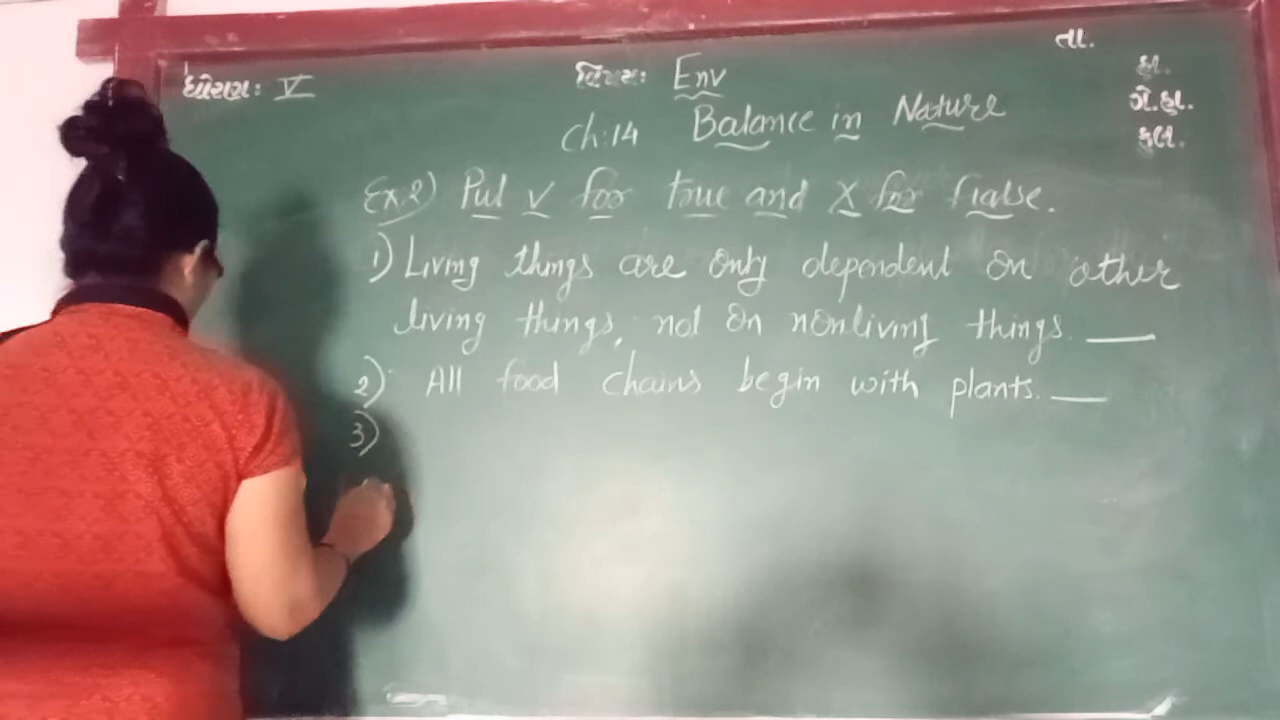 ધોરણ: V
વિષય: Env
તા.
હા.
ગે.હા.
કુલ.
Ch:14 Balance in Nature
Ex.2) Put √ for true and X for flalse.
1) Living things are only dependent on other
living things, not on nonliving things. ___
2) All food chains begin with plants. ___
3)